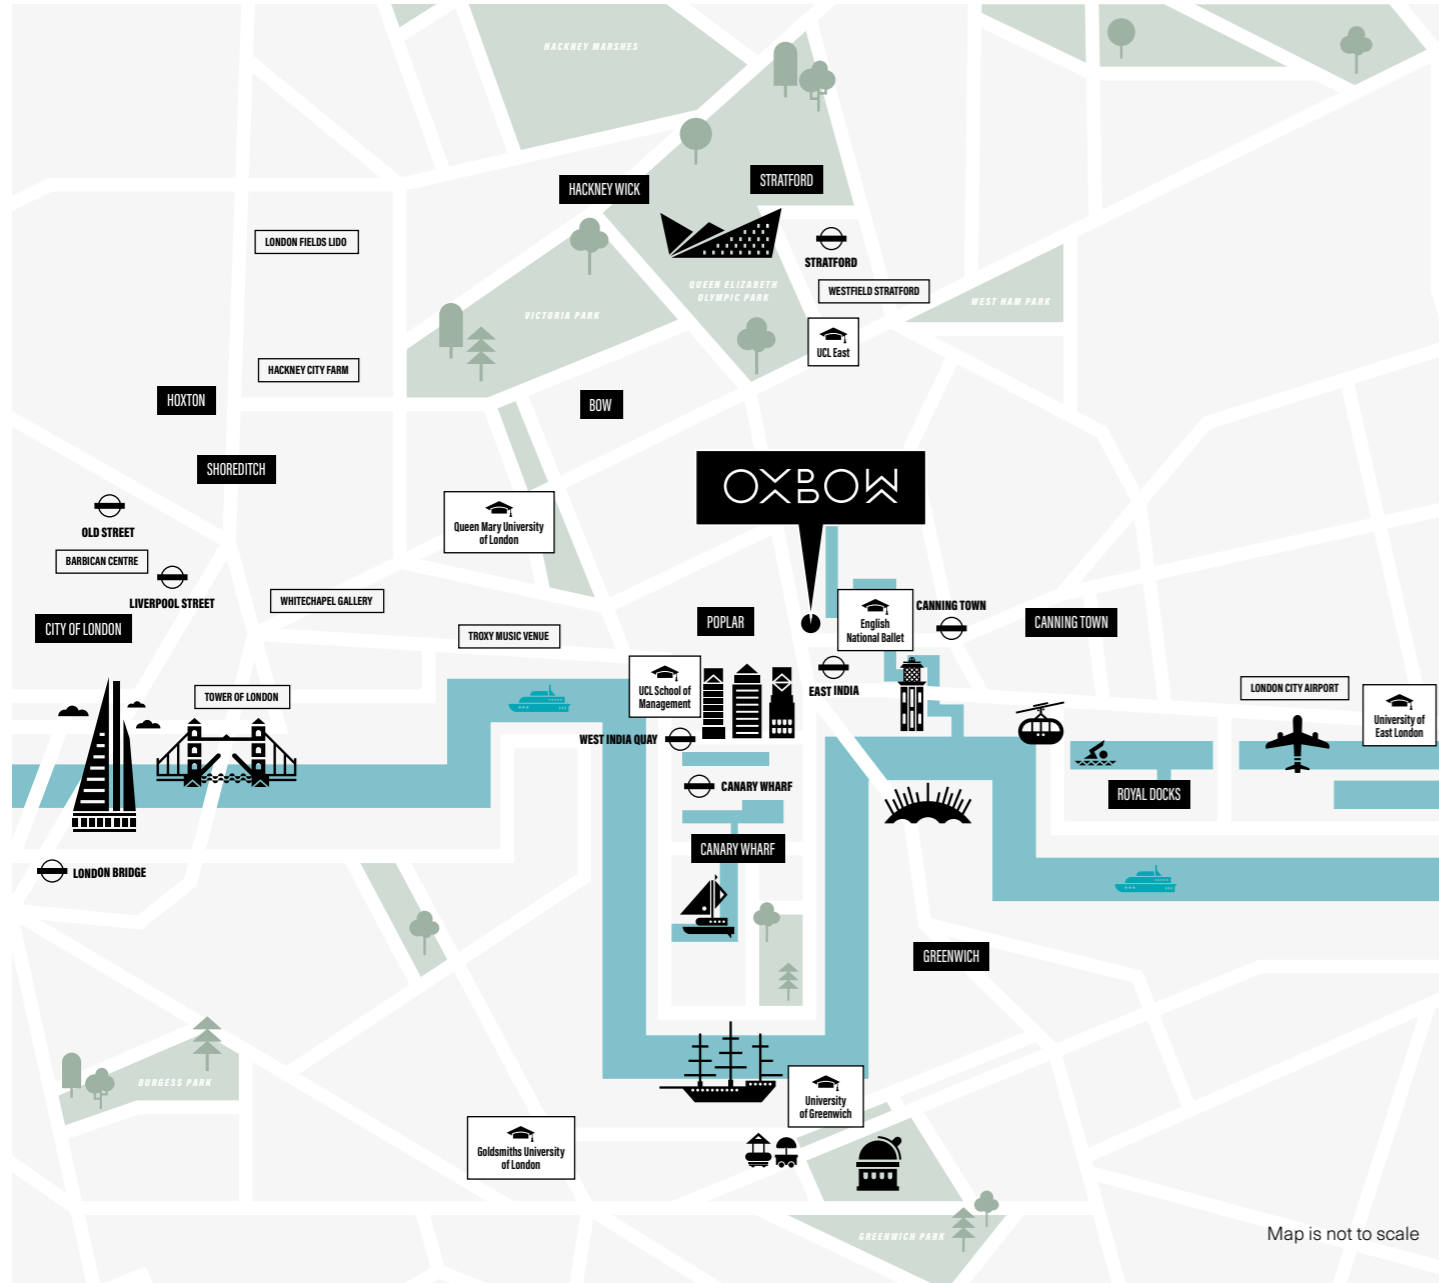 HACKNEY MARSHES
HACKNEY WICK
STRATFORD
LONDON FIELDS LIDO
STRATFORD
QUEEN ELIZABETH
OLYMPIC PARK
WESTFIELD STRATFORD
WEST HAM PARK
VICTORIA PARK
UCL East
HACKNEY CITY FARM
HOXTON
BOW
SHOREDITCH
OXBOW
OLD STREET
Queen Mary University
of London
BARBICAN CENTRE
LIVERPOOL STREET
WHITECHAPEL GALLERY
CITY OF LONDON
TROXY MUSIC VENUE
POPLAR
English
National Ballet
CANNING TOWN
CANNING TOWN
TOWER OF LONDON
UCL School of
Management
EAST INDIA
LONDON CITY AIRPORT
University of
East London
WEST INDIA QUAY
CANARY WHARF
ROYAL DOCKS
CANARY WHARF
LONDON BRIDGE
GREENWICH
BURGESS PARK
University
of Greenwich
Goldsmiths University
of London
GREENWICH PARK
Map is not to scale